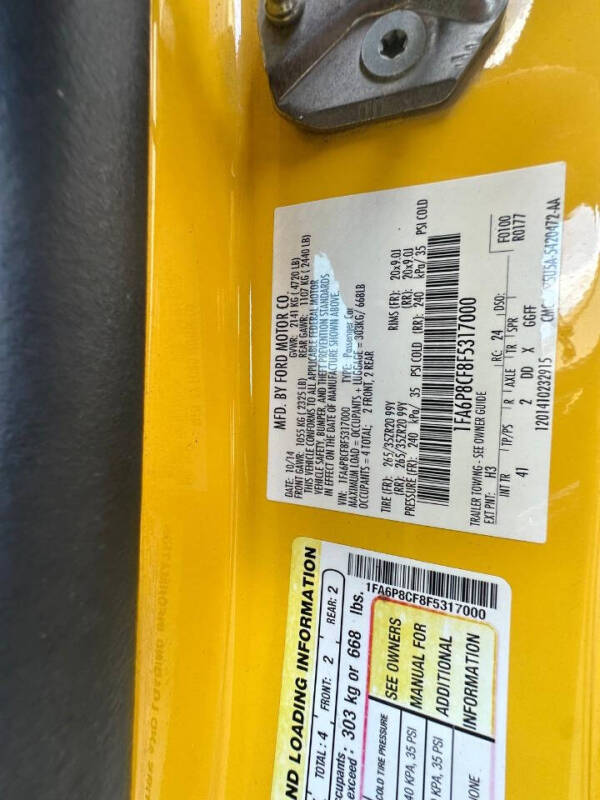 MFD. BY FORD MOTOR CO
DATE: 10/14 GVWR: 2141 KG ( 4720 LB)
FRONT GAWR: 1055 KG ( 2325 LB) REAR GAWR: 1107 KG ( 2440 LB)
THIS VEHICLE CONFORMS TO ALL APPLICABLE FEDERAL MOTOR
VEHICLE SAFETY, BUMPER, AND THEFT PREVENTION STANDARDS
IN EFFECT ON THE DATE OF MANUFACTURE SHOWN ABOVE.
VIN: 1FA6P8CF8F5317000 TYPE: Passenger Car
MAXIMUM LOAD = OCCUPANTS + LUGGAGE = 303KG/ 668LB
OCCUPANTS = 4 TOTAL: 2 FRONT, 2 REAR
TIRE (FR): 265/35ZR20 99Y RIMS (FR): 20x9.0J
(RR): 265/35ZR20 99Y (RR): 20x9.0J
PRESSURE (FR): 240 kPa/ 35 PSI COLD (RR): 240 kPa/ 35 PSI COLD
1FA6P8CF8F5317000
TRAILER TOWING - SEE OWNER GUIDE
EXT PNT: H3 RC: 24 DSO: F0100
INT TR TP/PS R AXLE TR SPR R0177
41 2 DD X GGFF
1201410232915
ND LOADING INFORMATION
TOTAL : 4 FRONT: 2 REAR: 2
exceed : 303 kg or 668 lbs.
1FA6P8CF8F5317000
COLD TIRE PRESSURE
35 PSI
KPA, 35 PSI
SEE OWNERS
MANUAL FOR
ADDITIONAL
INFORMATION